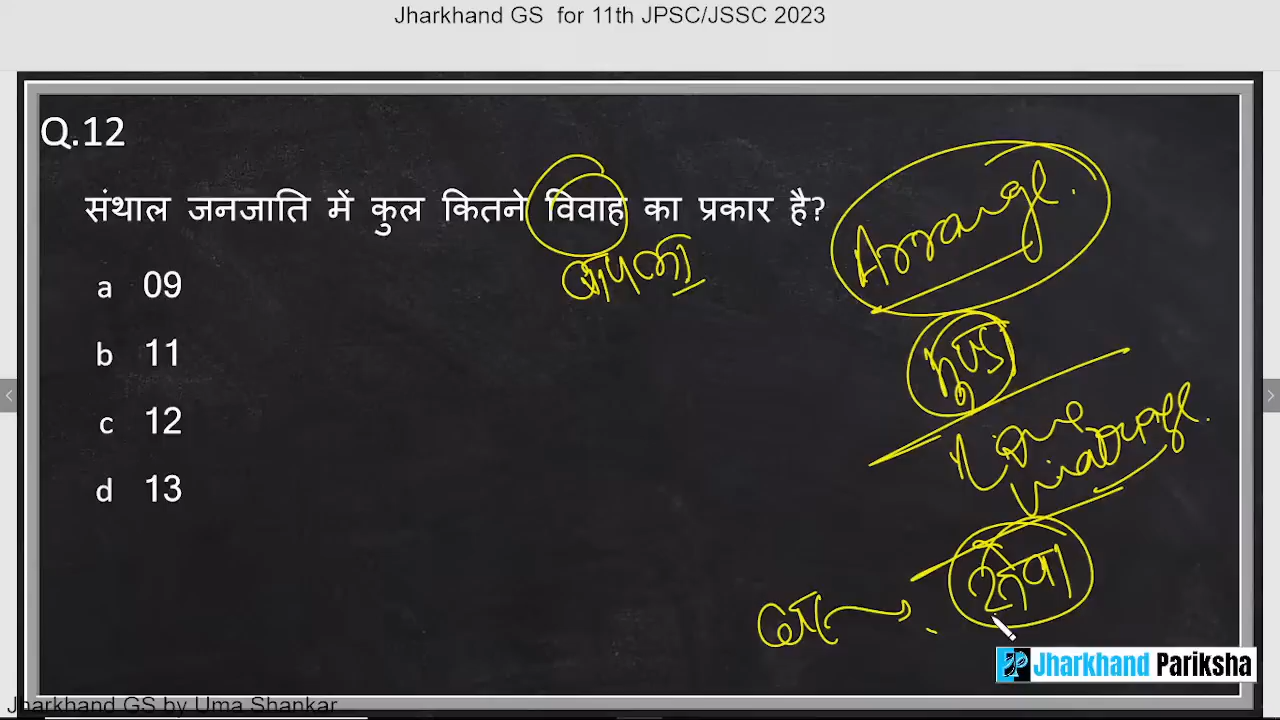 Jharkhand GS for 11th JPSC/JSSC 2023
Q.12
संथाल जनजाति में कुल कितने विवाह का प्रकार है?
बापला
a 09
b 11
c 12
d 13
Arrange.
Love
सेवा
Jharkhand Pariksha
Jharkhand GS by Uma Shankar